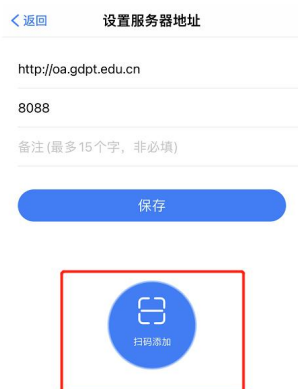 返回 设置服务器地址
http://oa.gdpt.edu.cn
8088
备注(最多15个字，非必填)
保存
扫码添加